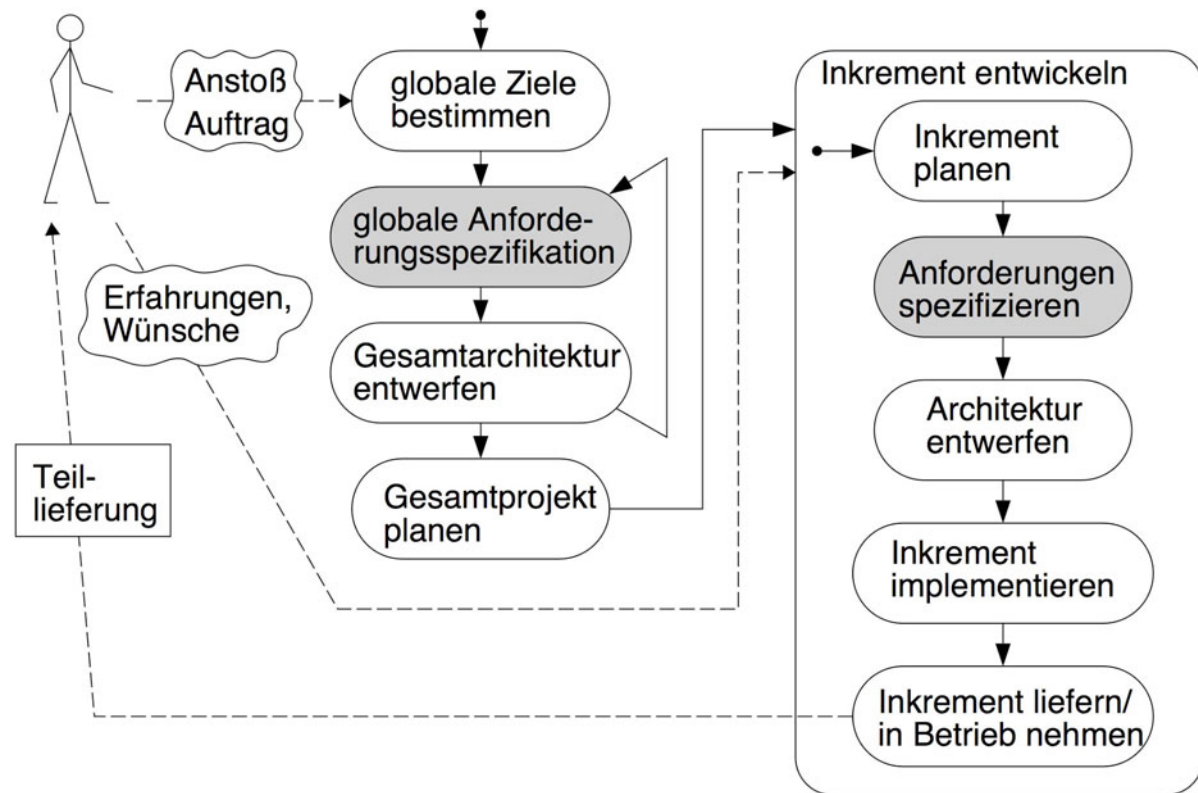 Anstoß
Auftrag
globale Ziele
bestimmen
globale Anforde-
rungsspezifikation
Erfahrungen,
Wünsche
Gesamtarchitektur
entwerfen
Teil-
lieferung
Gesamtprojekt
planen
Inkrement entwickeln
Inkrement
planen
Anforderungen
spezifizieren
Architektur
entwerfen
Inkrement
implementieren
Inkrement liefern/
in Betrieb nehmen